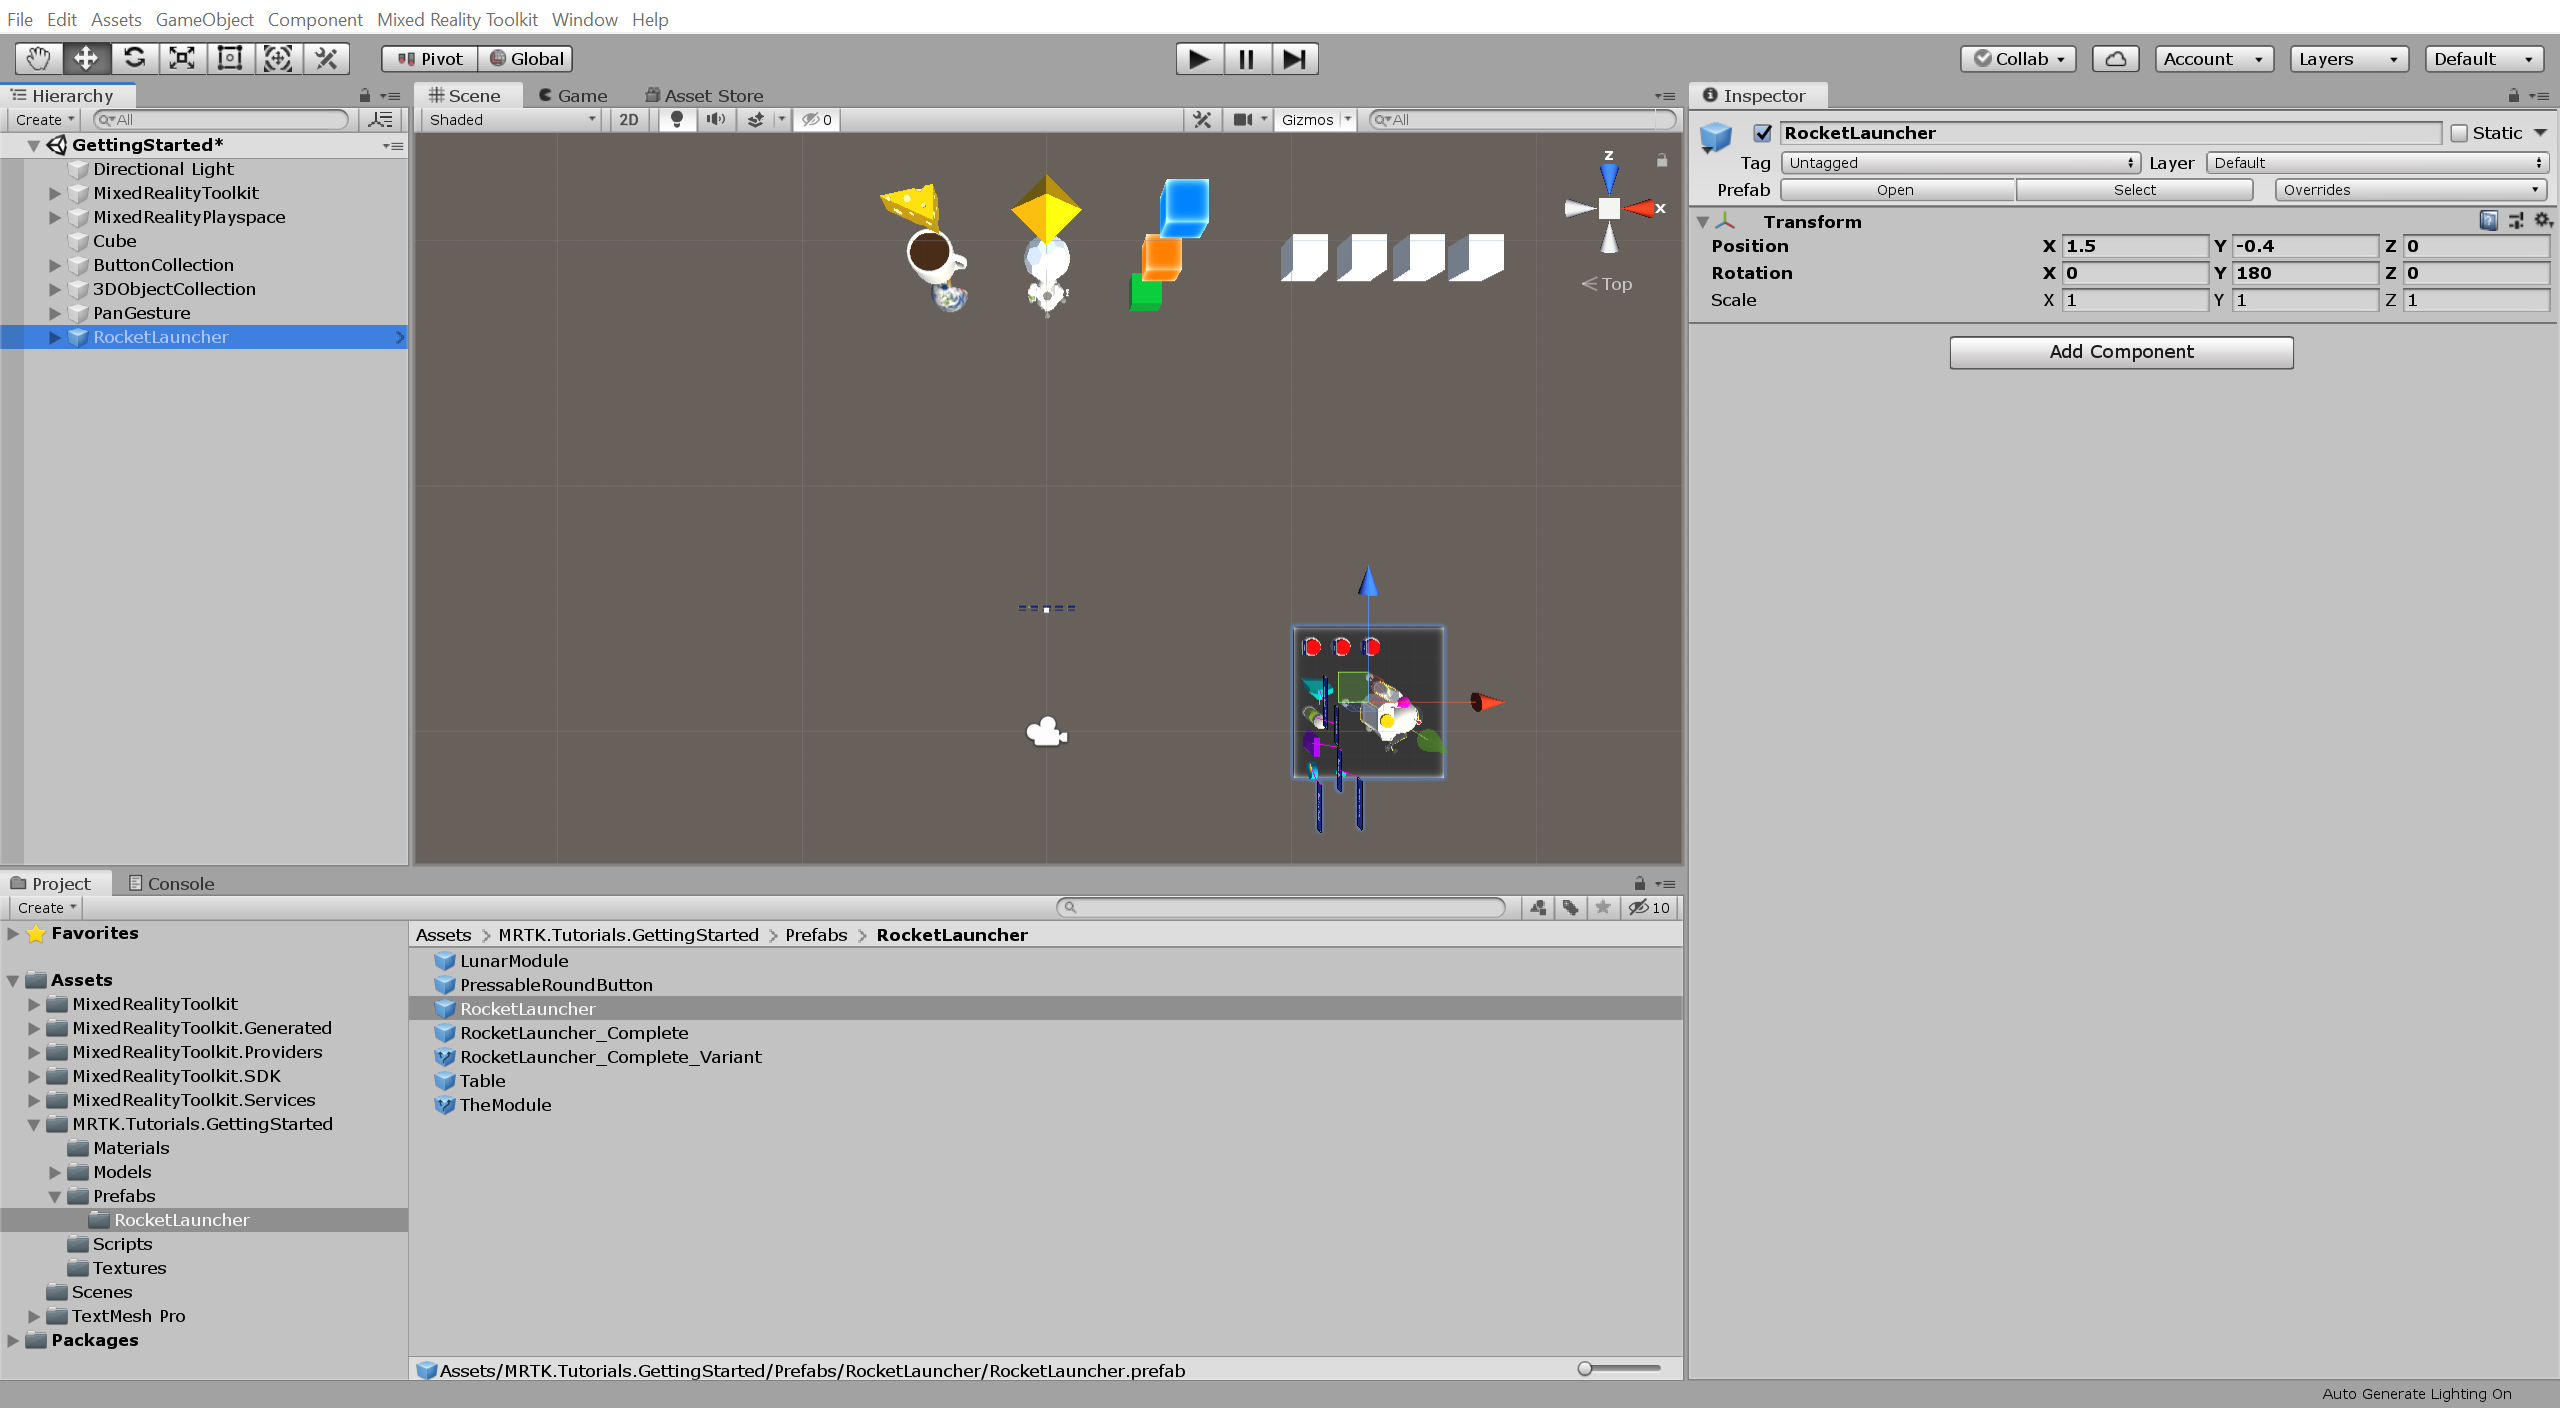 File Edit Assets GameObject Component Mixed Reality Toolkit Window Help
Pivot Global Collab Account Layers Default
Hierarchy
Create All
GettingStarted*
Directional Light
MixedRealityToolkit
MixedRealityPlayspace
Cube
ButtonCollection
3DObjectCollection
PanGesture
RocketLauncher
Scene Game Asset Store
Shaded 2D 0 Gizmos All
z
x
Top
Inspector
RocketLauncher Static
Tag Untagged Layer Default
Prefab Open Select Overrides
Transform
Position X 1.5 Y -0.4 Z 0
Rotation X 0 Y 180 Z 0
Scale X 1 Y 1 Z 1
Add Component
Project Console
Create 10
Favorites
Assets
MixedRealityToolkit
MixedRealityToolkit.Generated
MixedRealityToolkit.Providers
MixedRealityToolkit.SDK
MixedRealityToolkit.Services
MRTK.Tutorials.GettingStarted
Materials
Models
Prefabs
RocketLauncher
Scripts
Textures
Scenes
TextMesh Pro
Packages
Assets > MRTK.Tutorials.GettingStarted > Prefabs > RocketLauncher
LunarModule
PressableRoundButton
RocketLauncher
RocketLauncher_Complete
RocketLauncher_Complete_Variant
Table
TheModule
Assets/MRTK.Tutorials.GettingStarted/Prefabs/RocketLauncher/RocketLauncher.prefab
Auto Generate Lighting On